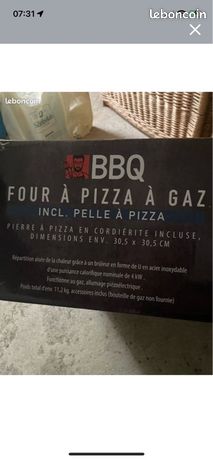 07:31
leboncoin
leboncoin
BBQ
FOUR À PIZZA À GAZ
INCL. PELLE À PIZZA
PIERRE À PIZZA EN CORDIÉRITE INCLUSE,
DIMENSIONS ENV. 30,5 x 30,5 CM
Répartition aisée de la chaleur grâce à un brûleur en forme de U en acier inoxydable
d'une puissance calorifique nominale de 4 kW
Fonctionne au gaz, allumage piézoélectrique
Poids total d'env. 11,2 kg, accessoires inclus (bouteille de gaz non fournie)